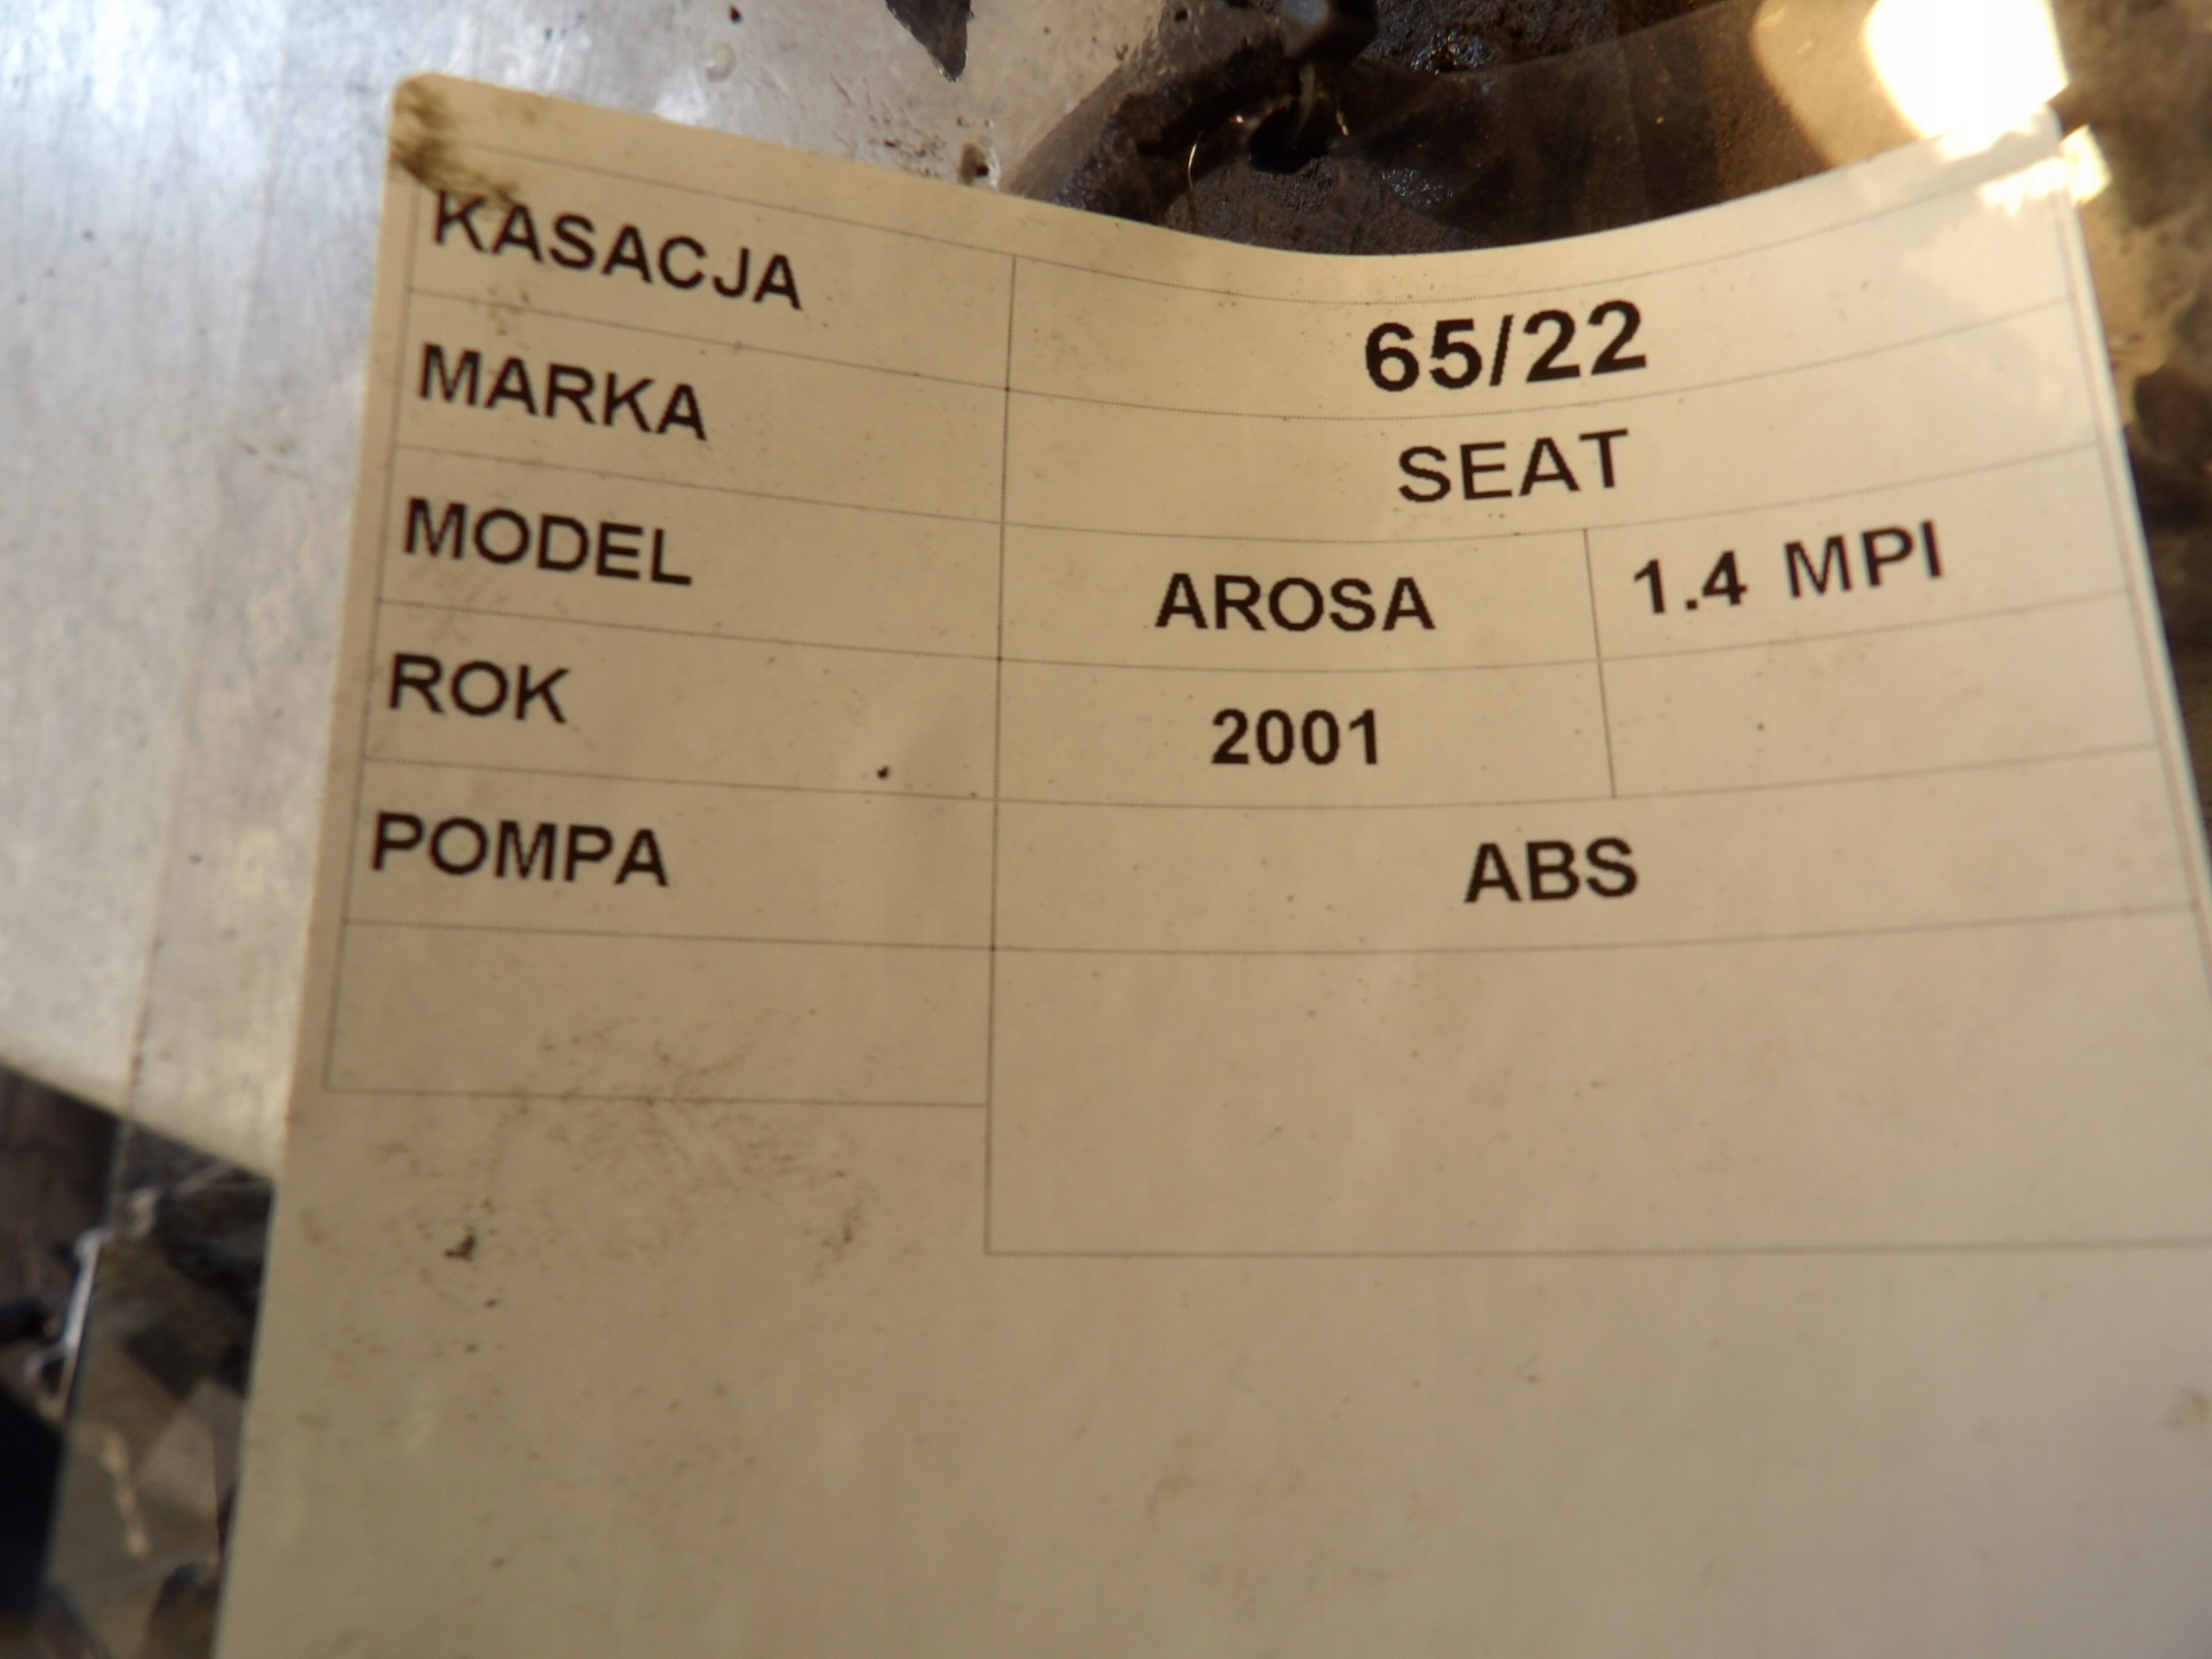 KASACJA 65/22
MARKA SEAT
MODEL AROSA 1.4 MPI
ROK 2001
POMPA ABS